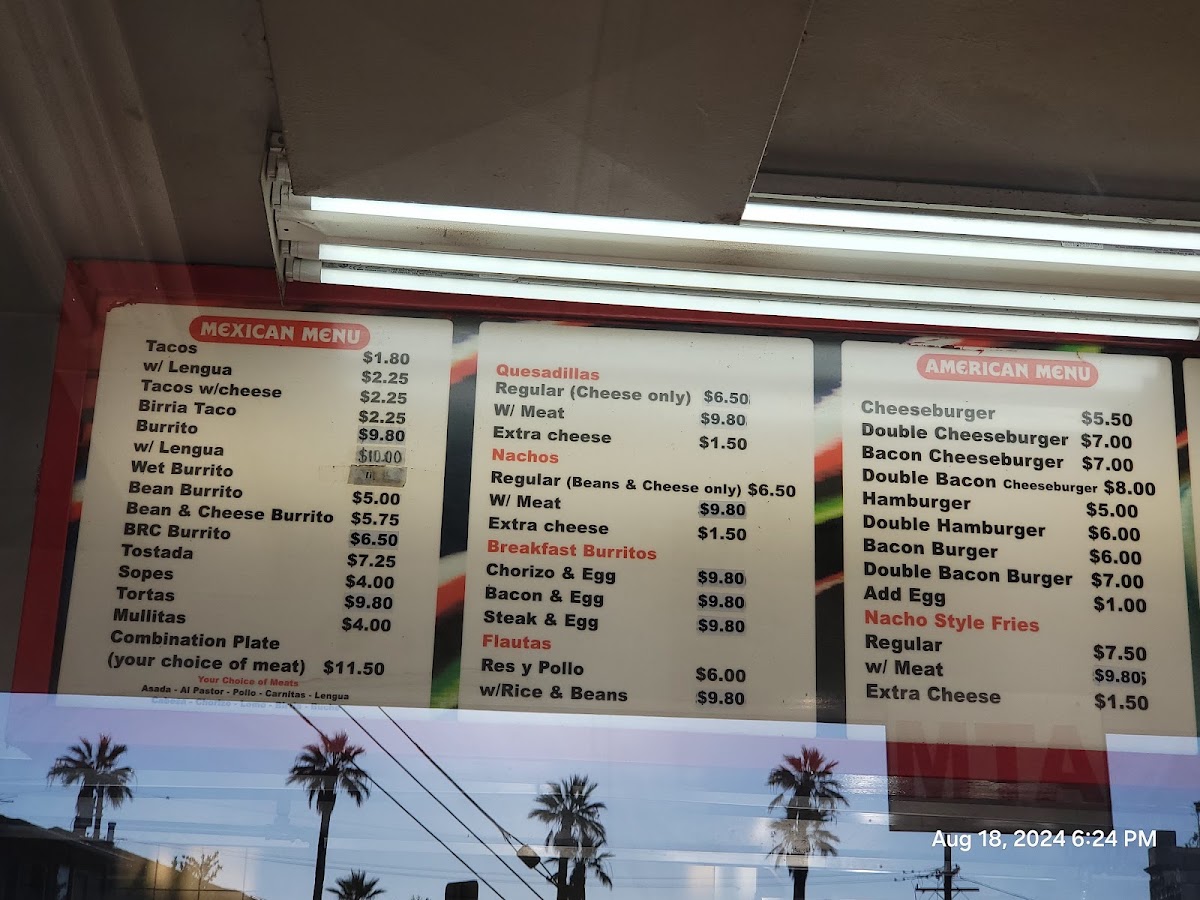 MEXICAN MENU
Tacos $1.80
w/ Lengua $2.25
Tacos w/cheese $2.25
Birria Taco $2.25
Burrito $9.80
w/ Lengua $10.00
Wet Burrito
Bean Burrito $5.00
Bean & Cheese Burrito $5.75
BRC Burrito $6.50
Tostada $7.25
Sopes $4.00
Tortas $9.80
Mullitas $4.00
Combination Plate
(your choice of meat) $11.50
Your Choice of Meats
Asada - Al Pastor - Pollo - Carnitas - Lengua
Cabeza - Chorizo - Lomo
Quesadillas
Regular (Cheese only) $6.50
W/ Meat $9.80
Extra cheese $1.50
Nachos
Regular (Beans & Cheese only) $6.50
W/ Meat $9.80
Extra cheese $1.50
Breakfast Burritos
Chorizo & Egg $9.80
Bacon & Egg $9.80
Steak & Egg $9.80
Flautas
Res y Pollo $6.00
w/Rice & Beans $9.80
AMERICAN MENU
Cheeseburger $5.50
Double Cheeseburger $7.00
Bacon Cheeseburger $7.00
Double Bacon Cheeseburger $8.00
Hamburger $5.00
Double Hamburger $6.00
Bacon Burger $6.00
Double Bacon Burger $7.00
Add Egg $1.00
Nacho Style Fries
Regular $7.50
w/ Meat $9.80
Extra Cheese $1.50
MTA
Aug 18, 2024 6:24 PM